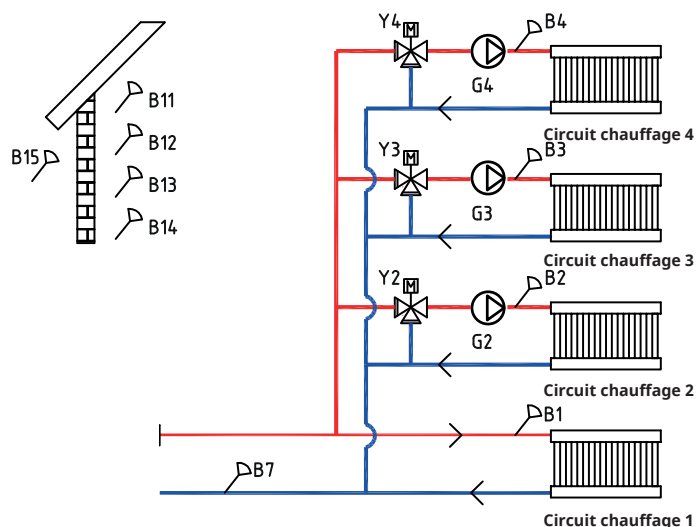 Y4
M
B4
G4
B11
B12
B13
B14
B15
Circuit chauffage 4
Y3
M
B3
G3
Circuit chauffage 3
Y2
M
B2
G2
Circuit chauffage 2
B1
B7
Circuit chauffage 1